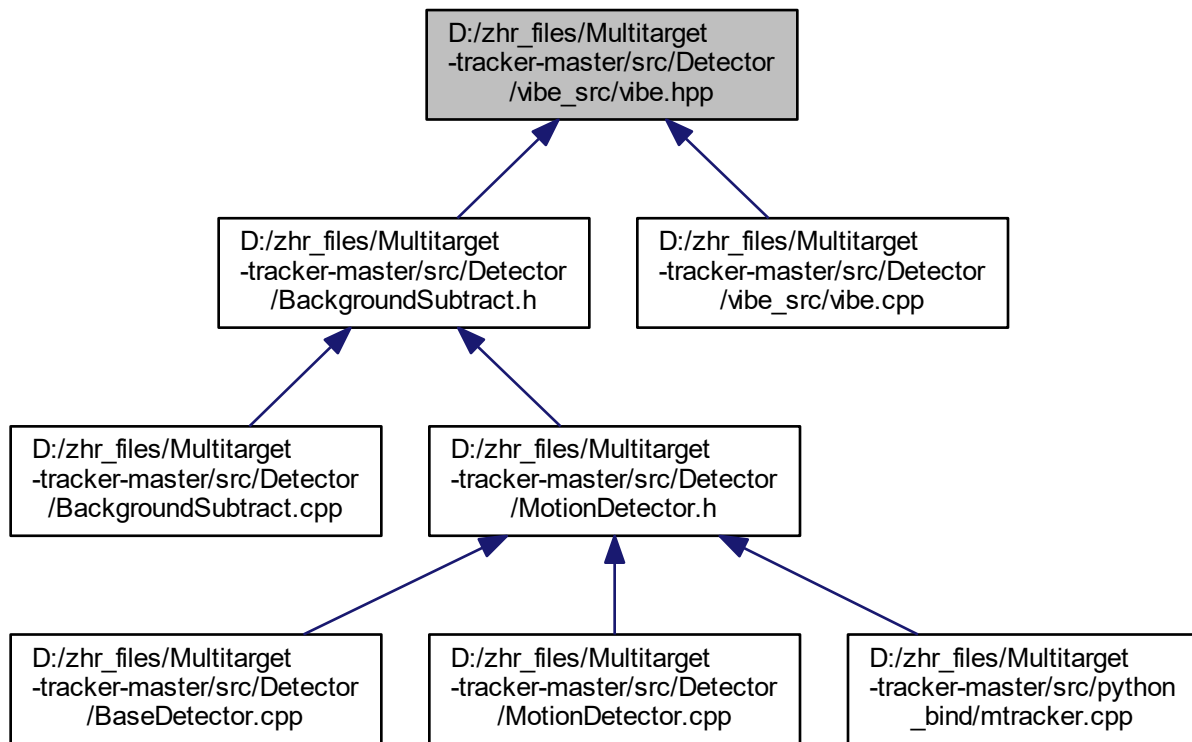 D:/zhr_files/Multitarget
-tracker-master/src/Detector
/vibe_src/vibe.hpp
D:/zhr_files/Multitarget
-tracker-master/src/Detector
/BackgroundSubtract.h
D:/zhr_files/Multitarget
-tracker-master/src/Detector
/vibe_src/vibe.cpp
D:/zhr_files/Multitarget
-tracker-master/src/Detector
/BackgroundSubtract.cpp
D:/zhr_files/Multitarget
-tracker-master/src/Detector
/MotionDetector.h
D:/zhr_files/Multitarget
-tracker-master/src/Detector
/BaseDetector.cpp
D:/zhr_files/Multitarget
-tracker-master/src/Detector
/MotionDetector.cpp
D:/zhr_files/Multitarget
-tracker-master/src/python
_bind/mtracker.cpp